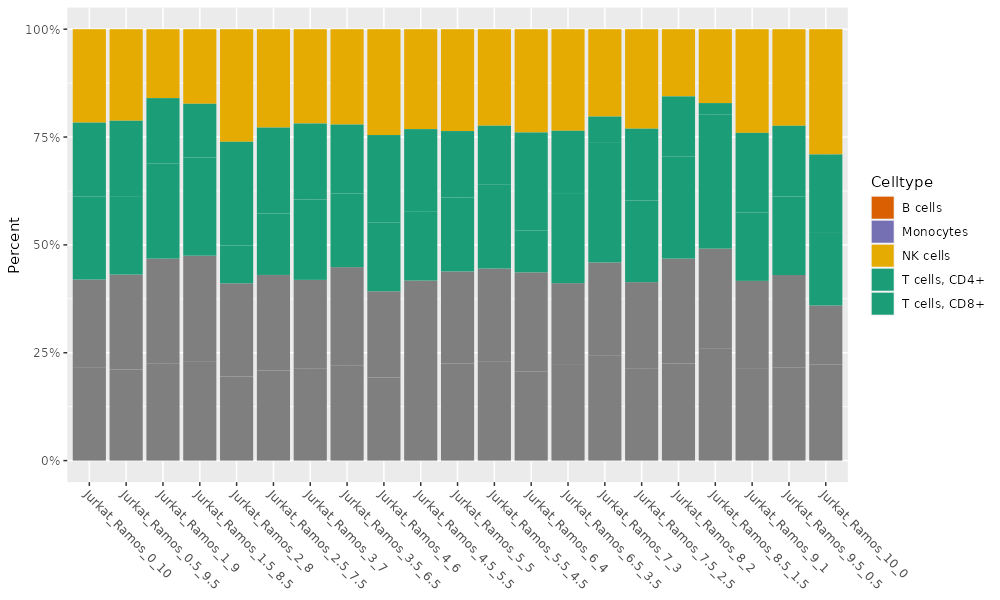 100%
75%
50%
25%
0%
Percent
Jurkat_Ramos_0_10
Jurkat_Ramos_0.5_9.5
Jurkat_Ramos_1_9
Jurkat_Ramos_1.5_8.5
Jurkat_Ramos_2_8
Jurkat_Ramos_2.5_7.5
Jurkat_Ramos_3_7
Jurkat_Ramos_3.5_6.5
Jurkat_Ramos_4_6
Jurkat_Ramos_4.5_5.5
Jurkat_Ramos_5_5
Jurkat_Ramos_5.5_4.5
Jurkat_Ramos_6_4
Jurkat_Ramos_6.5_3.5
Jurkat_Ramos_7_3
Jurkat_Ramos_7.5_2.5
Jurkat_Ramos_8_2
Jurkat_Ramos_8.5_1.5
Jurkat_Ramos_9_1
Jurkat_Ramos_9.5_0.5
Jurkat_Ramos_10_0
Celltype
B cells
Monocytes
NK cells
T cells, CD4+
T cells, CD8+